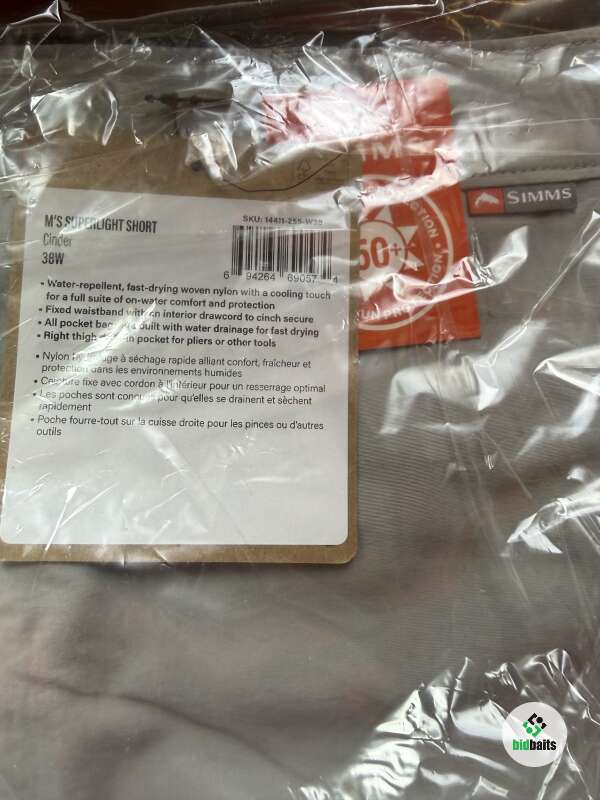 SIMMS
50+
M'S SUPERLIGHT SHORT
SKU: 14411-255-W38
Cinder
38W
6 94264 69057 4
• Water-repellent, fast-drying woven nylon with a cooling touch
for a full suite of on-water comfort and protection
• Fixed waistband with an interior drawcord to cinch secure
• All pocket bags are built with water drainage for fast drying
• Right thigh drop-in pocket for pliers or other tools
• Nylon à séchage rapide alliant confort, fraîcheur et
protection dans les environnements humides
• Ceinture fixe avec cordon à l'intérieur pour un resserrage optimal
• Les poches sont conçues pour qu'elles se drainent et sèchent
rapidement
• Poche fourre-tout sur la cuisse droite pour les pinces ou d'autres
outils
bidbaits